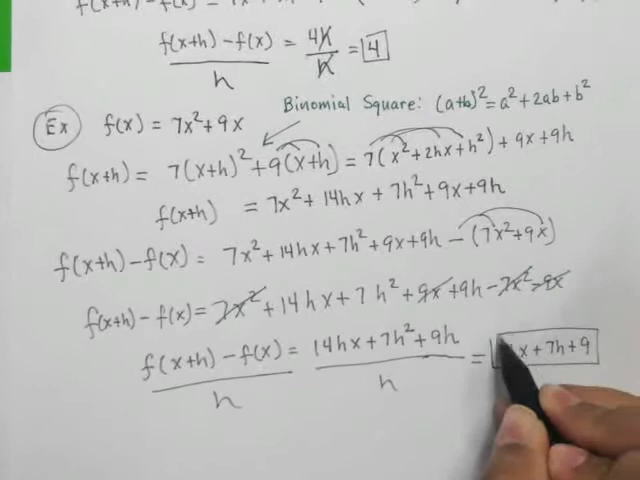 f(x+h) - f(x)
f(x+h) - f(x) / h = 4h / h = 4
Binomial Square: (a+b)² = a² + 2ab + b²
Ex f(x) = 7x² + 9x
f(x+h) = 7(x+h)² + 9(x+h) = 7(x² + 2hx + h²) + 9x + 9h
f(x+h) = 7x² + 14hx + 7h² + 9x + 9h
f(x+h) - f(x) = 7x² + 14hx + 7h² + 9x + 9h - (7x² + 9x)
f(x+h) - f(x) = 7x² + 14hx + 7h² + 9x + 9h - 7x² - 9x
f(x+h) - f(x) / h = 14hx + 7h² + 9h / h = x + 7h + 9